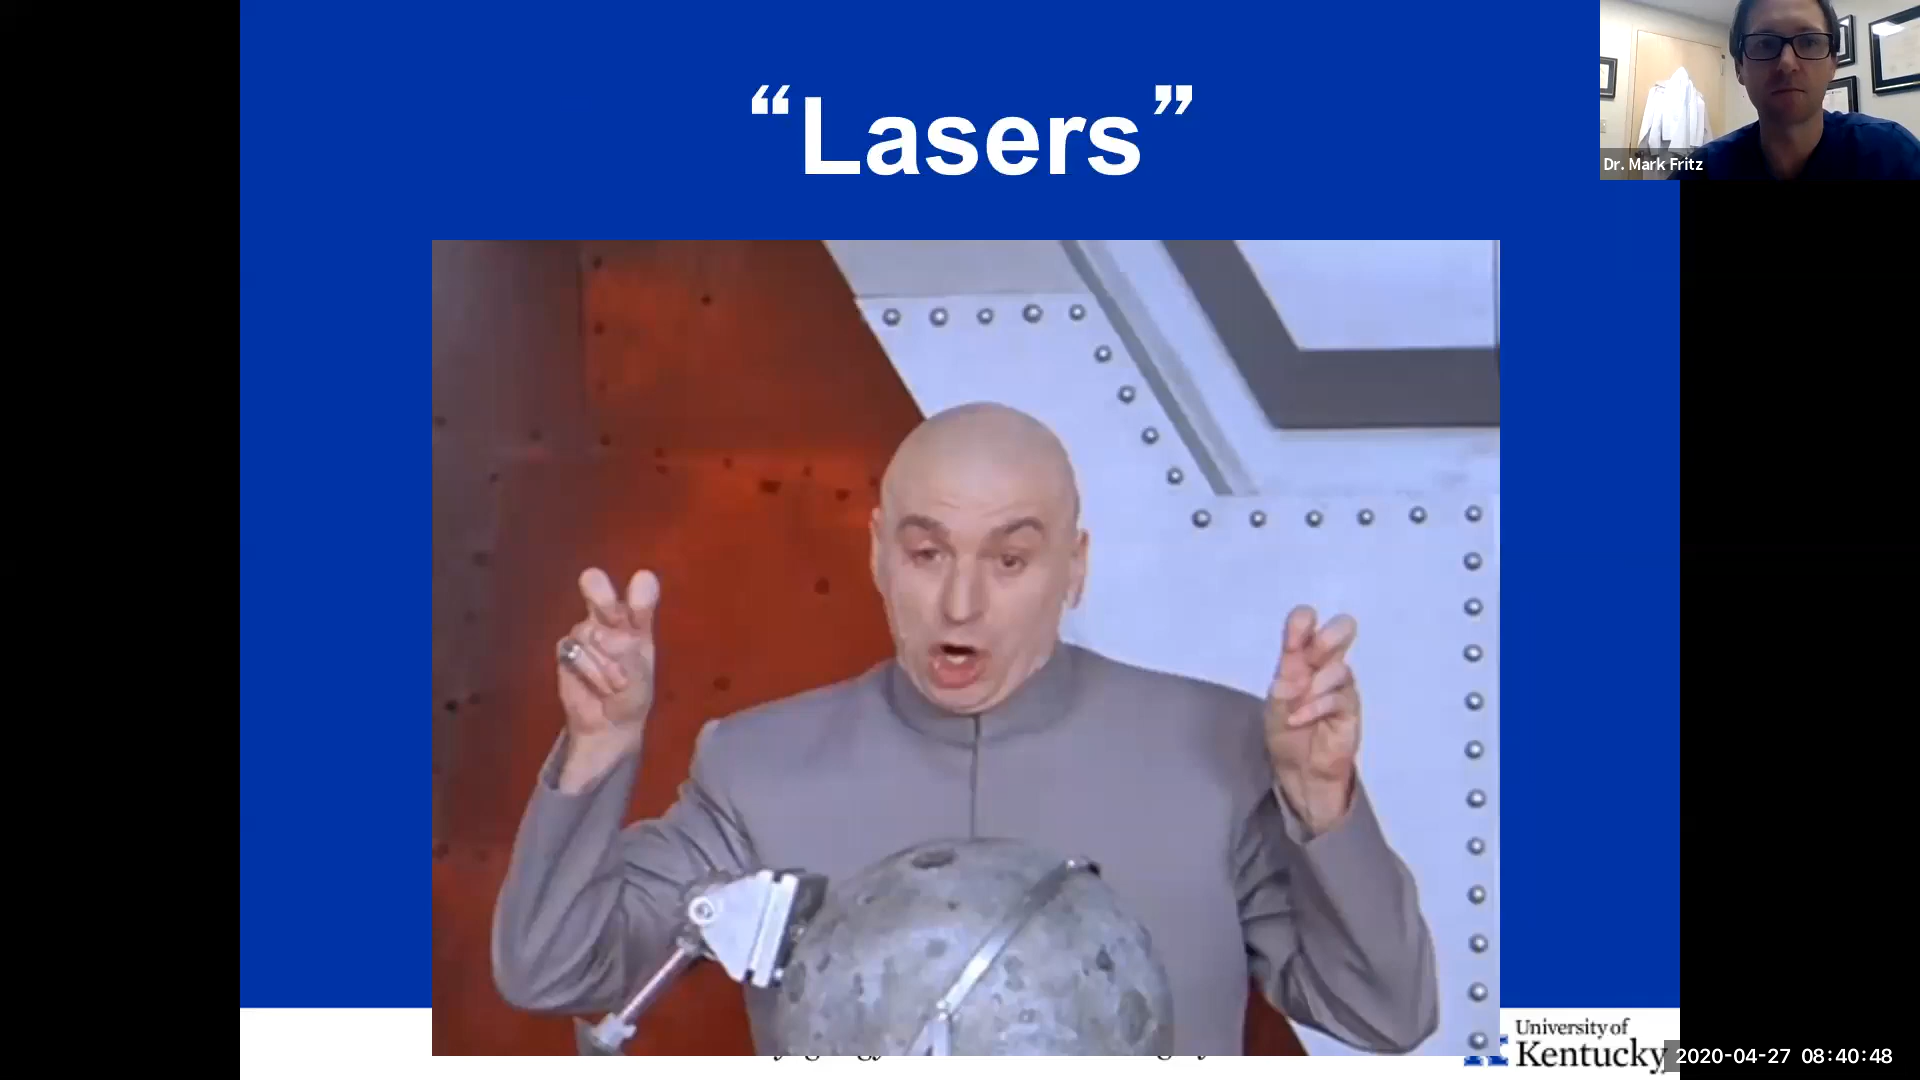 “Lasers”
Dr. Mark Fritz
University of
Kentucky
2020-04-27 08:40:48